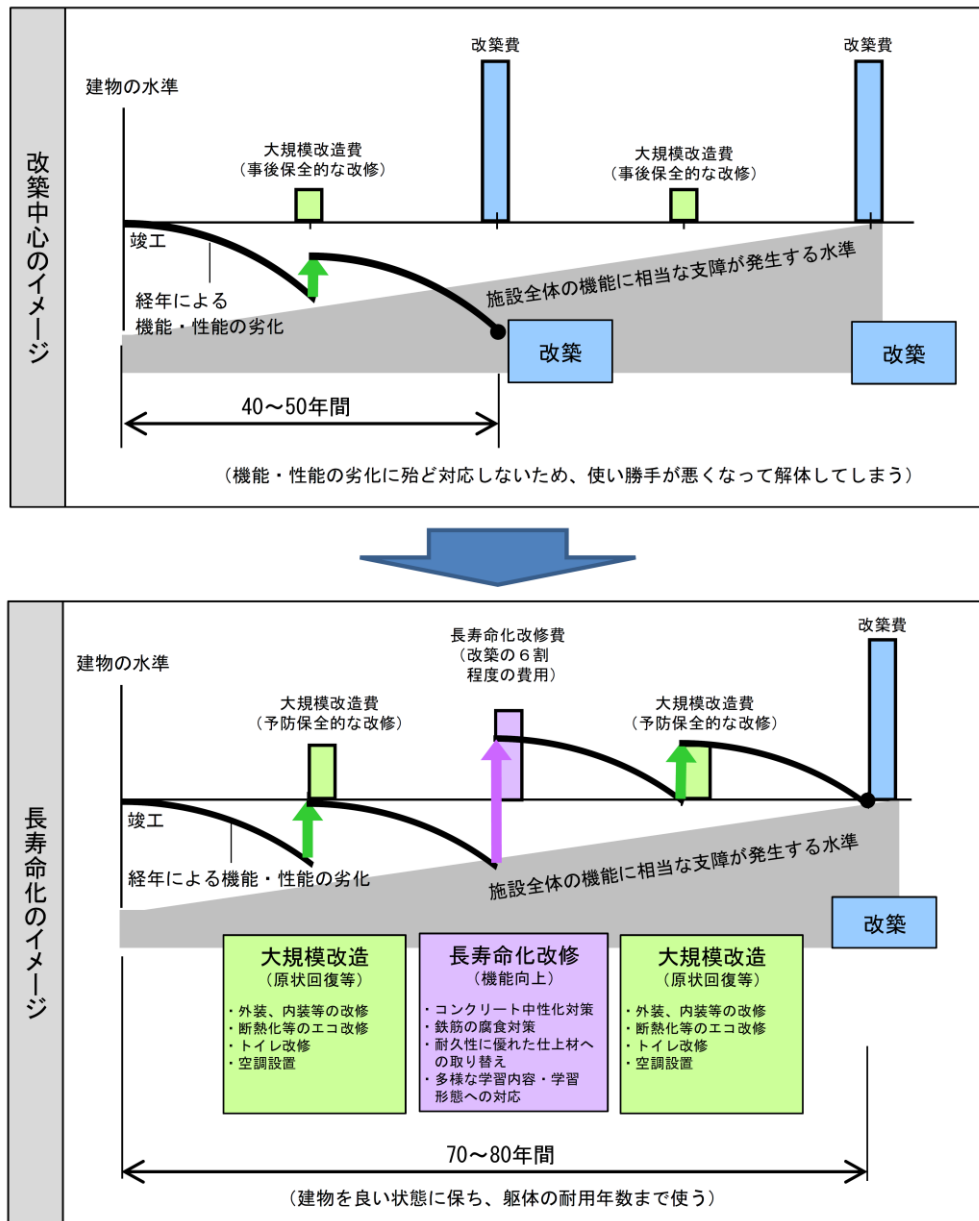 改築中心のイメージ
建物の水準
改築費
改築費
大規模改造費
（事後保全的な改修）
大規模改造費
（事後保全的な改修）
竣工
経年による
機能・性能の劣化
施設全体の機能に相当な支障が発生する水準
改築
改築
40～50年間
（機能・性能の劣化に殆ど対応しないため、使い勝手が悪くなって解体してしまう）
長寿命化のイメージ
建物の水準
改築費
長寿命化改修費
（改築の６割
程度の費用）
大規模改造費
（予防保全的な改修）
大規模改造費
（予防保全的な改修）
竣工
経年による機能・性能の劣化
施設全体の機能に相当な支障が発生する水準
改築
大規模改造
（原状回復等）
・外装、内装等の改修
・断熱化等のエコ改修
・トイレ改修
・空調設置
長寿命化改修
（機能向上）
・コンクリート中性化対策
・鉄筋の腐食対策
・耐久性に優れた仕上材へ
の取り替え
・多様な学習内容・学習
形態への対応
大規模改造
（原状回復等）
・外装、内装等の改修
・断熱化等のエコ改修
・トイレ改修
・空調設置
70～80年間
（建物を良い状態に保ち、躯体の耐用年数まで使う）